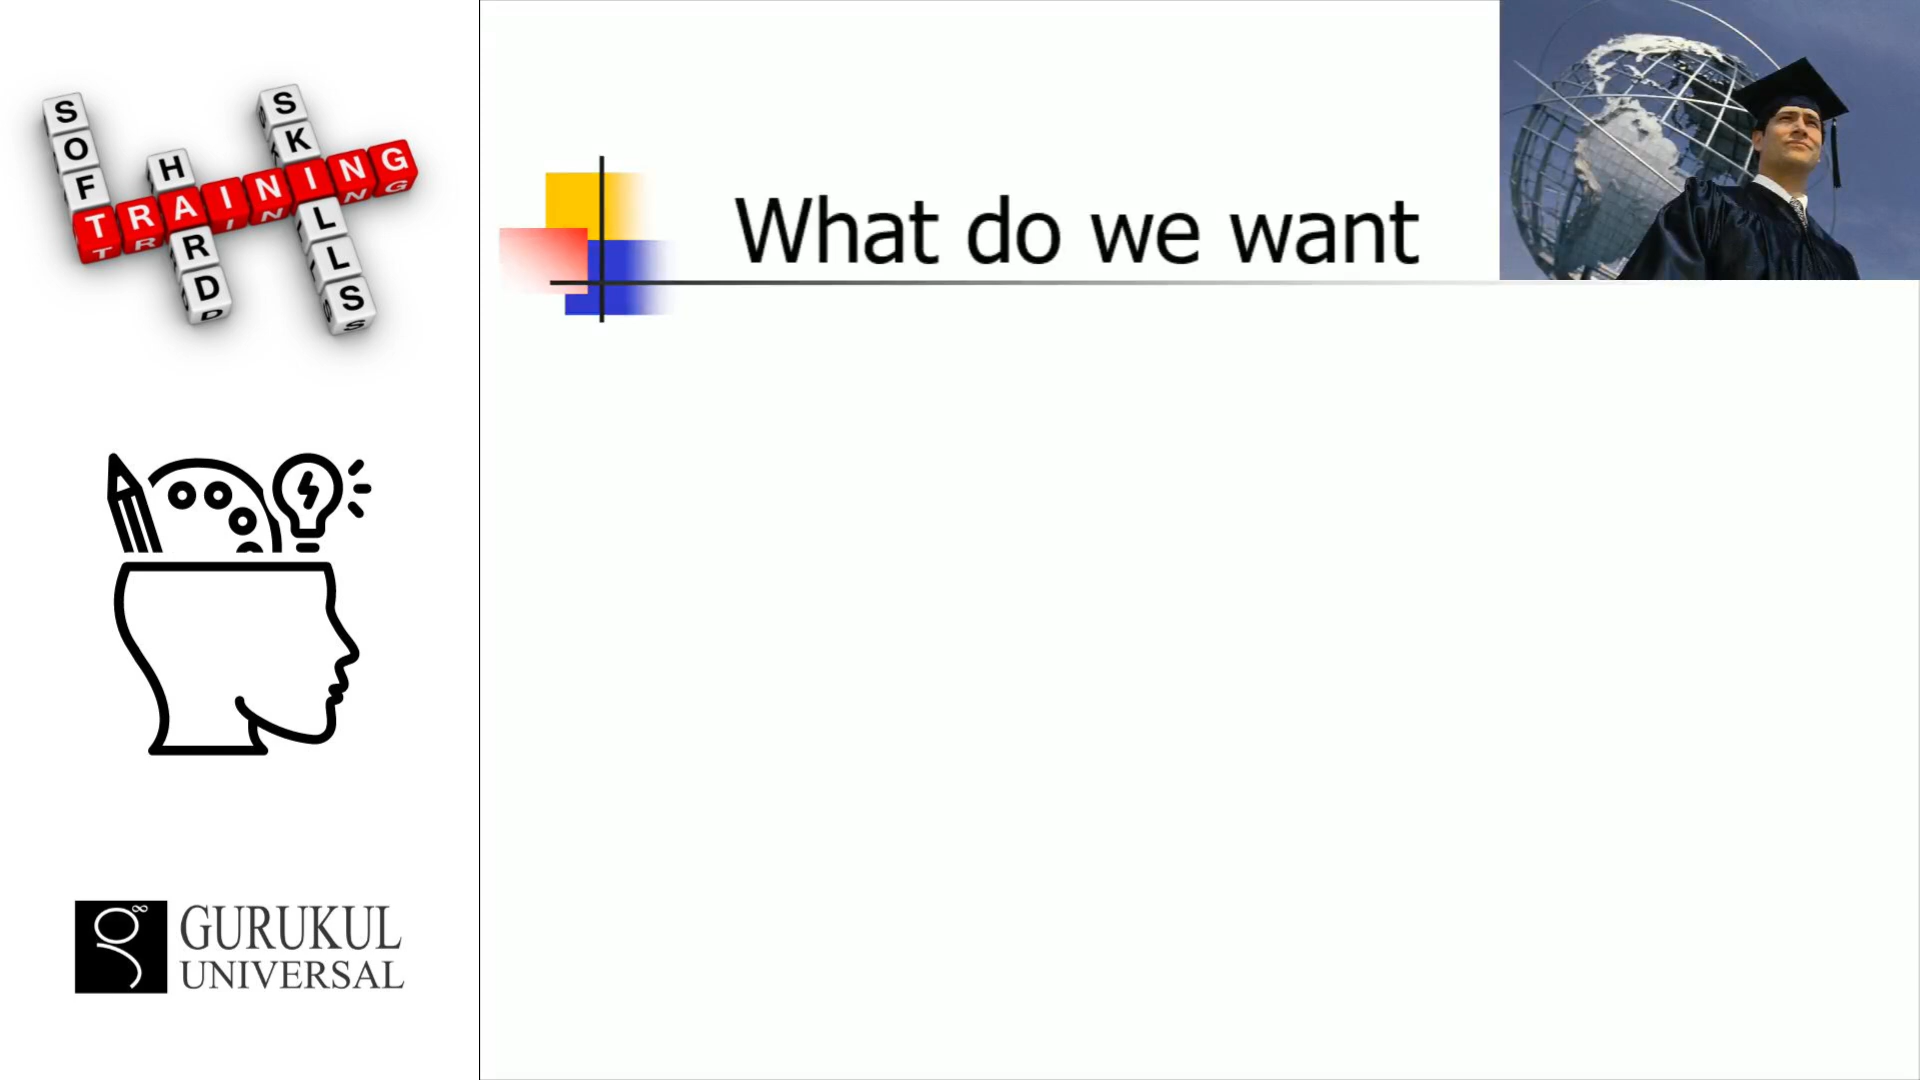 SOFT
HARD
SKILLS
TRAINING
What do we want
GURUKUL
UNIVERSAL